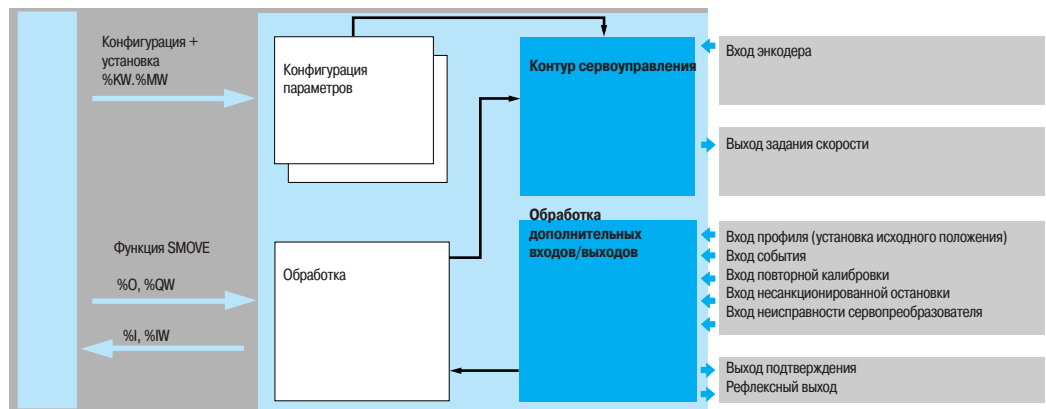 Конфигурация +
установка
%KW.%MW
Конфигурация
параметров
Контур сервоуправления
Вход энкодера
Выход задания скорости
Функция SMOVE
%O, %QW
%I, %IW
Обработка
Обработка
дополнительных
входов/выходов
Вход профиля (установка исходного положения)
Вход события
Вход повторной калибровки
Вход несанкционированной остановки
Вход неисправности сервопреобразователя
Выход подтверждения
Рефлексный выход